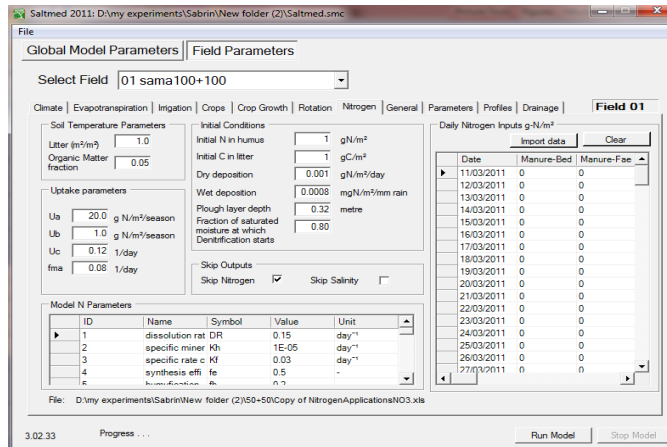 Saltmed 2011: D:\my experiments\Sabrin\New folder (2)\Saltmed.smc
File
Global Model Parameters Field Parameters
Select Field 01 sama100+100
Climate Evapotranspiration Irrigation Crops Crop Growth Rotation Nitrogen General Parameters Profiles Drainage Field 01
Soil Temperature Parameters
Litter (m²/m²) 1.0
Organic Matter fraction 0.05
Uptake parameters
Ua 20.0 g N/m²/season
Ub 1.0 g N/m²/season
Uc 0.12 1/day
fma 0.08 1/day
Initial Conditions
Initial N in humus 1 gN/m²
Initial C in litter 1 gC/m²
Dry deposition 0.001 gN/m²/day
Wet deposition 0.0008 mgN/m²/mm rain
Plough layer depth 0.32 metre
Fraction of saturated
moisture at which 0.80
Denitrification starts
Skip Outputs
Skip Nitrogen Skip Salinity
Daily Nitrogen Inputs g-N/m²
Import data Clear
Date Manure-Bed Manure-Fae
11/03/2011 0 0
12/03/2011 0 0
13/03/2011 0 0
14/03/2011 0 0
15/03/2011 0 0
16/03/2011 0 0
17/03/2011 0 0
18/03/2011 0 0
19/03/2011 0 0
20/03/2011 0 0
21/03/2011 0 0
22/03/2011 0 0
23/03/2011 0 0
24/03/2011 0 0
25/03/2011 0 0
26/03/2011 0 0
27/03/2011 0 0
Model N Parameters
ID Name Symbol Value Unit
1 dissolution rat DR 0.15 day⁻¹
2 specific miner Kh 1E-05 day⁻¹
3 specific rate c Kf 0.03 day⁻¹
4 synthesis effi fe 0.5 -
5 humufication fh 0.2
File: D:\my experiments\Sabrin\New folder (2)\50+50\Copy of NitrogenApplicationsNO3.xls
3.02.33 Progress . . . Run Model Stop Model